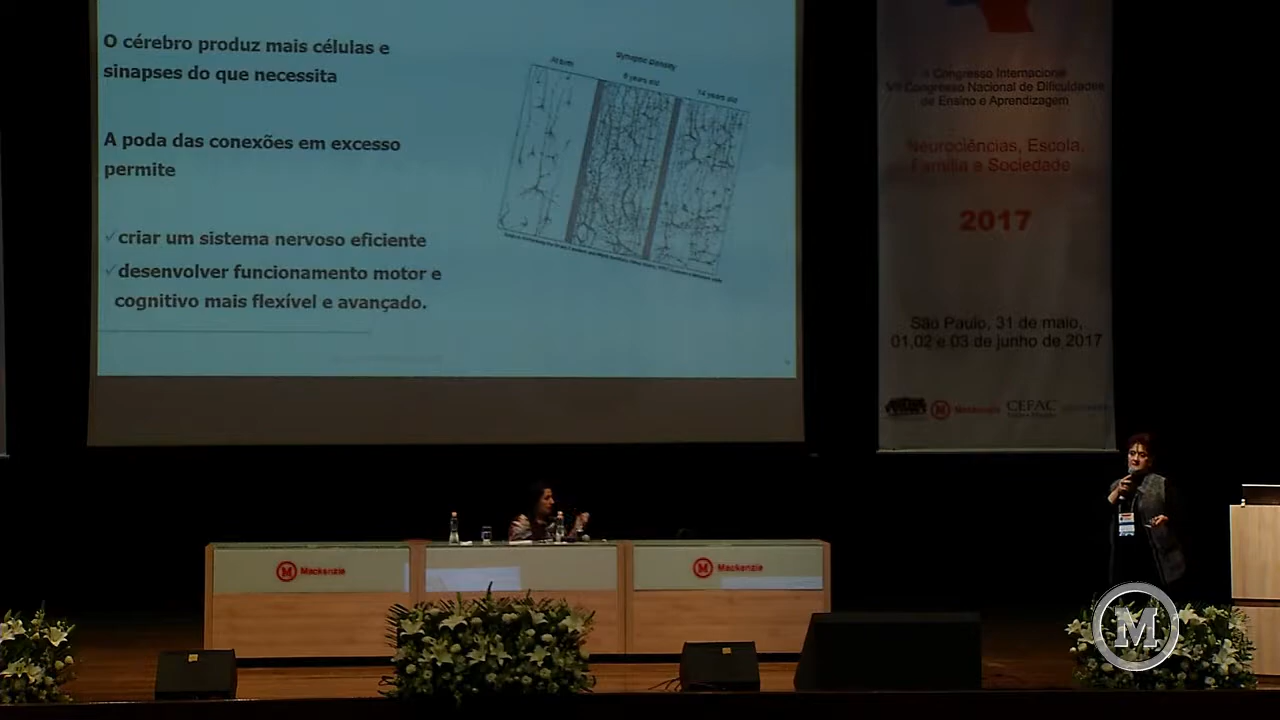 O cérebro produz mais células e
sinapses do que necessita
A poda das conexões em excesso
permite
✓criar um sistema nervoso eficiente
✓desenvolver funcionamento motor e
cognitivo mais flexível e avançado.
Synaptic Density
At birth
6 years old
14 years old
Congresso Internacional
VII Congresso Nacional de Dificuldades
de Ensino e Aprendizagem
Neurociências, Escola,
Família e Sociedade
2017
São Paulo, 31 de maio,
01,02 e 03 de junho de 2017
M Mackenzie
CEFAC
M Mackenzie
M Mackenzie
M